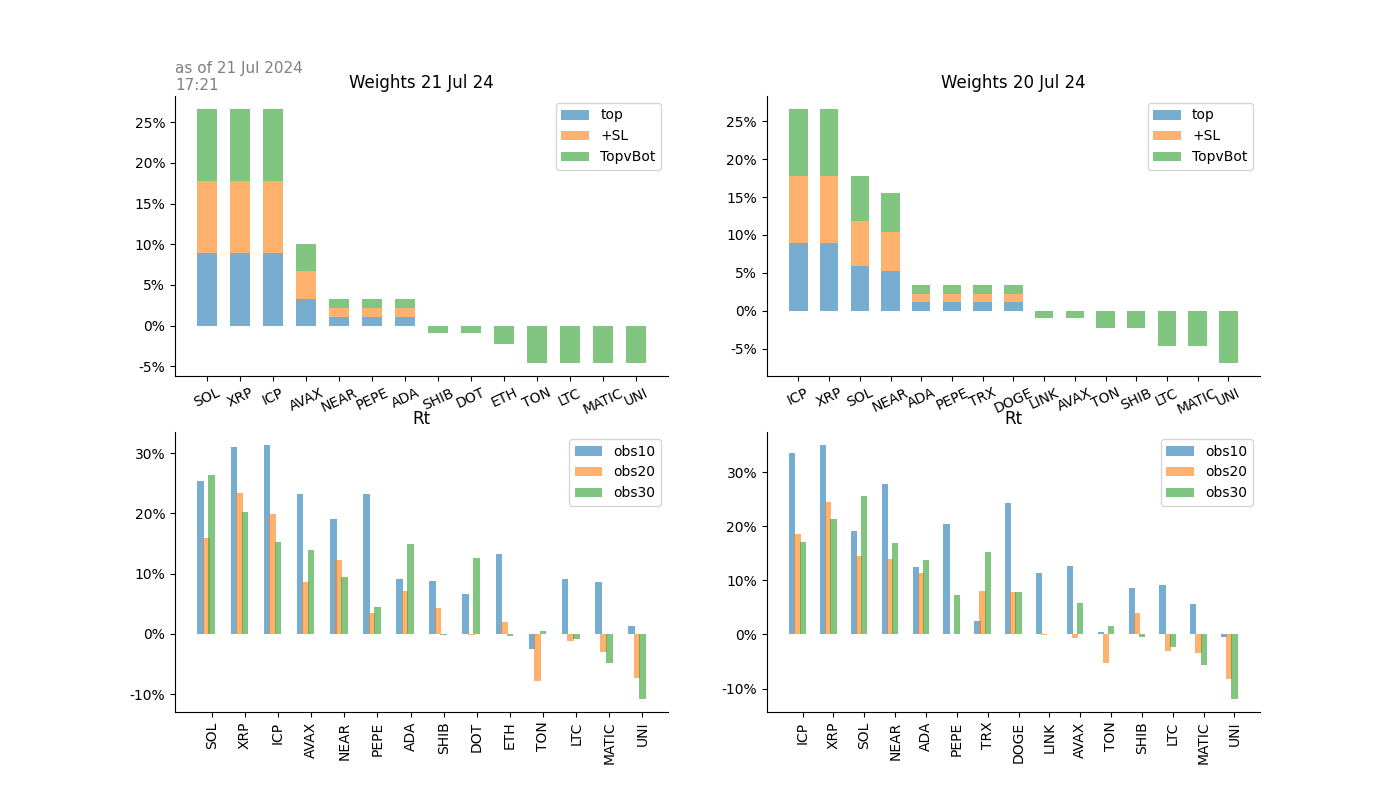 as of 21 Jul 2024
17:21
Weights 21 Jul 24
25%
20%
15%
10%
5%
0%
-5%
top
+SL
TopvBot
SOL XRP ICP AVAX NEAR PEPE ADA SHIB DOT ETH TON LTC MATIC UNI
Weights 20 Jul 24
25%
20%
15%
10%
5%
0%
-5%
top
+SL
TopvBot
ICP XRP SOL NEAR ADA PEPE TRX DOGE LINK AVAX TON SHIB LTC MATIC UNI
Rt
30%
20%
10%
0%
-10%
obs10
obs20
obs30
SOL XRP ICP AVAX NEAR PEPE ADA SHIB DOT ETH TON LTC MATIC UNI
Rt
30%
20%
10%
0%
-10%
obs10
obs20
obs30
ICP XRP SOL NEAR ADA PEPE TRX DOGE LINK AVAX TON SHIB LTC MATIC UNI